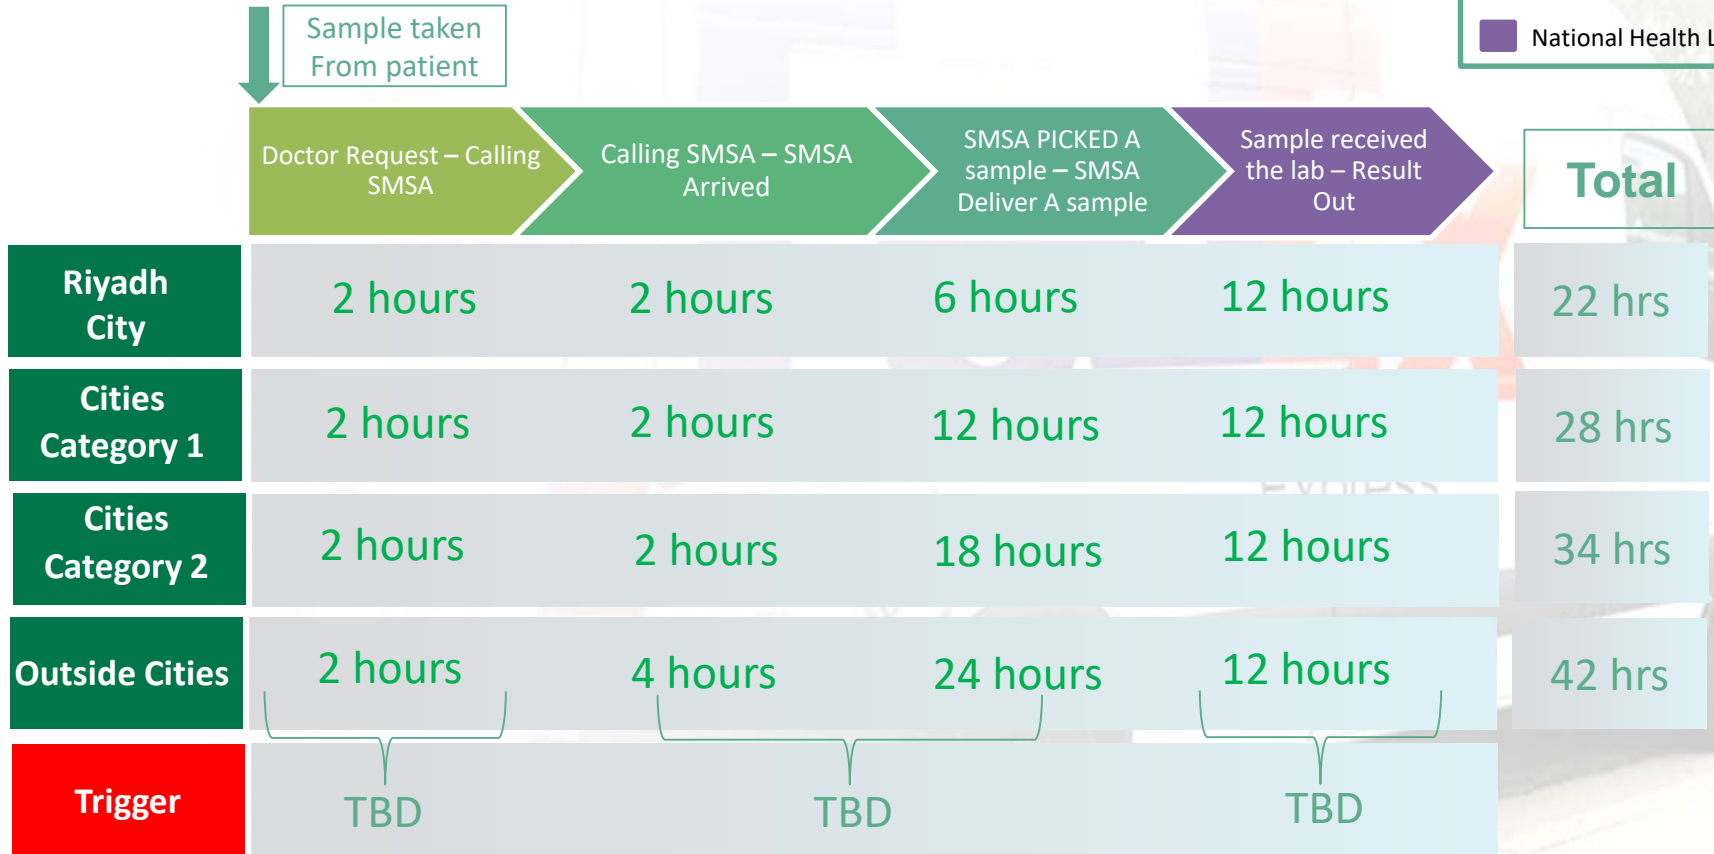 Sample taken
From patient
National Health L
Doctor Request – Calling
SMSA
Calling SMSA – SMSA
Arrived
SMSA PICKED A
sample – SMSA
Deliver A sample
Sample received
the lab – Result
Out
Total
Riyadh
City
2 hours
2 hours
6 hours
12 hours
22 hrs
Cities
Category 1
2 hours
2 hours
12 hours
12 hours
28 hrs
Cities
Category 2
2 hours
2 hours
18 hours
12 hours
34 hrs
Outside Cities
2 hours
4 hours
24 hours
12 hours
42 hrs
Trigger
TBD
TBD
TBD